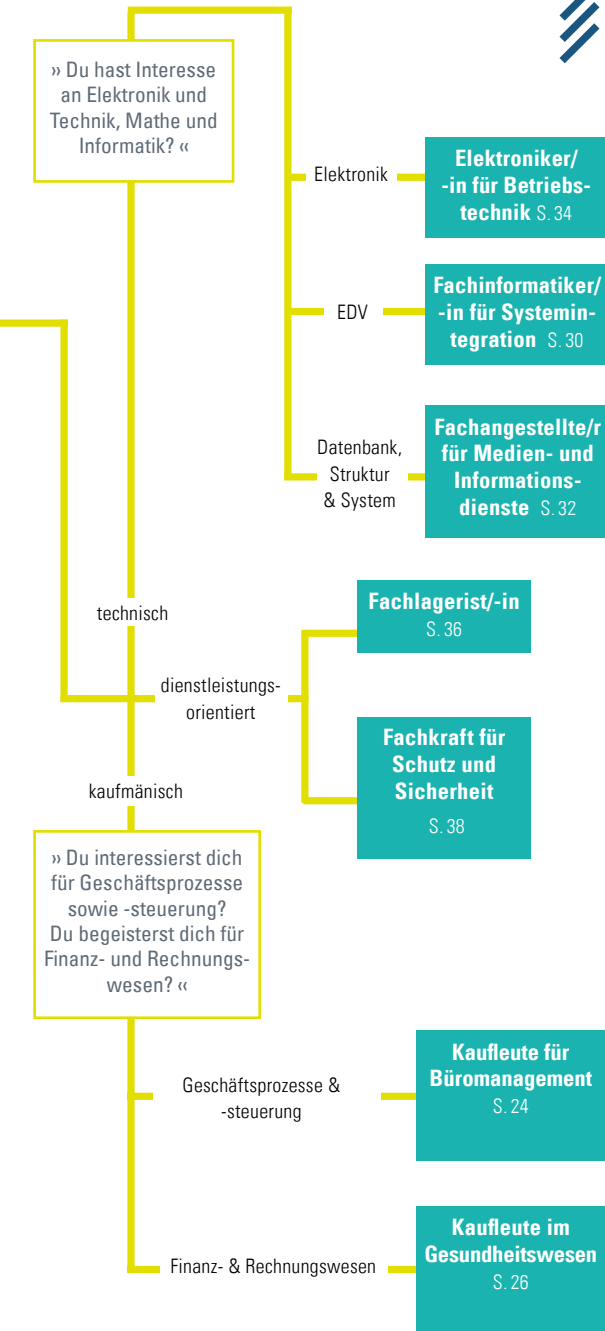 » Du hast Interesse
an Elektronik und
Technik, Mathe und
Informatik? «
Elektronik
Elektroniker/
-in für Betriebs-
technik S. 34
EDV
Fachinformatiker/
-in für Systemin-
tegration S. 30
Datenbank,
Struktur
& System
Fachangestellte/r
für Medien- und
Informations-
dienste S. 32
technisch
dienstleistungs-
orientiert
Fachlagerist/-in
S. 36
Fachkraft für
Schutz und
Sicherheit
S. 38
kaufmänisch
» Du interessierst dich
für Geschäftsprozesse
sowie -steuerung?
Du begeisterst dich für
Finanz- und Rechnungs-
wesen? «
Geschäftsprozesse &
-steuerung
Kaufleute für
Büromanagement
S. 24
Finanz- & Rechnungswesen
Kaufleute im
Gesundheitswesen
S. 26